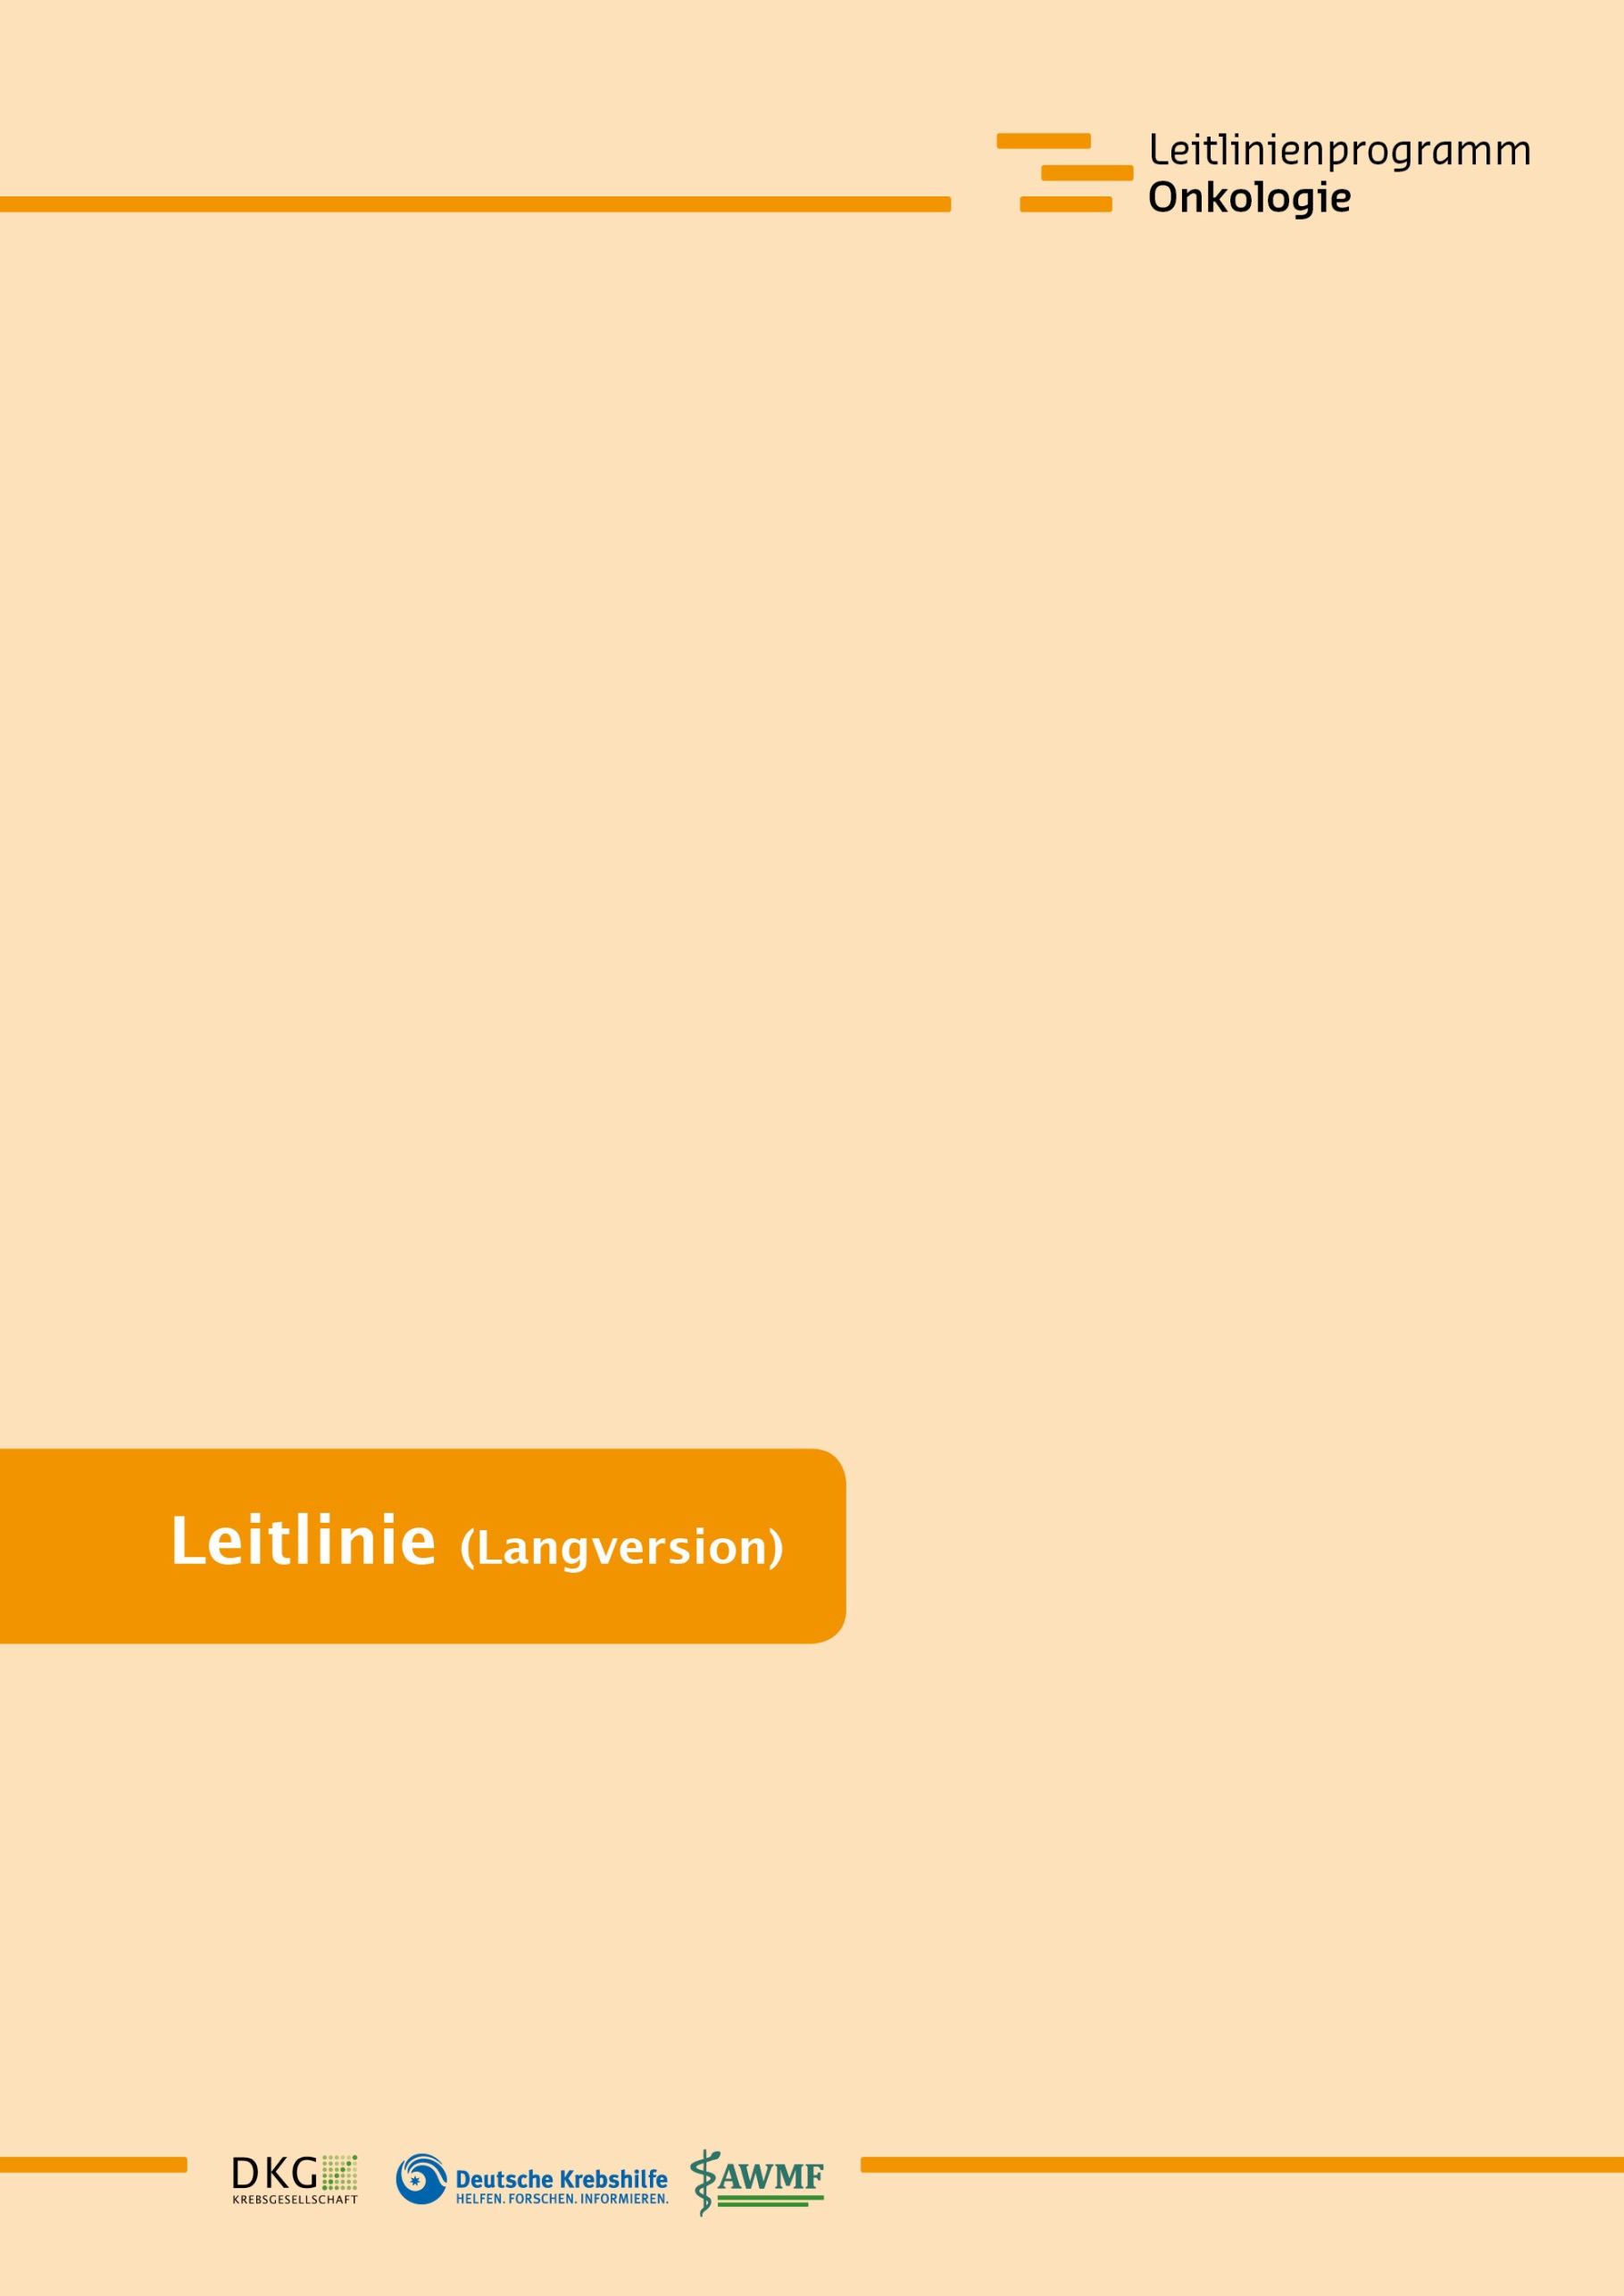 Leitlinienprogramm
Onkologie
Leitlinie (Langversion)
DKG
KREBSGESELLSCHAFT
Deutsche Krebshilfe
HELFEN. FORSCHEN. INFORMIEREN.
AWMF